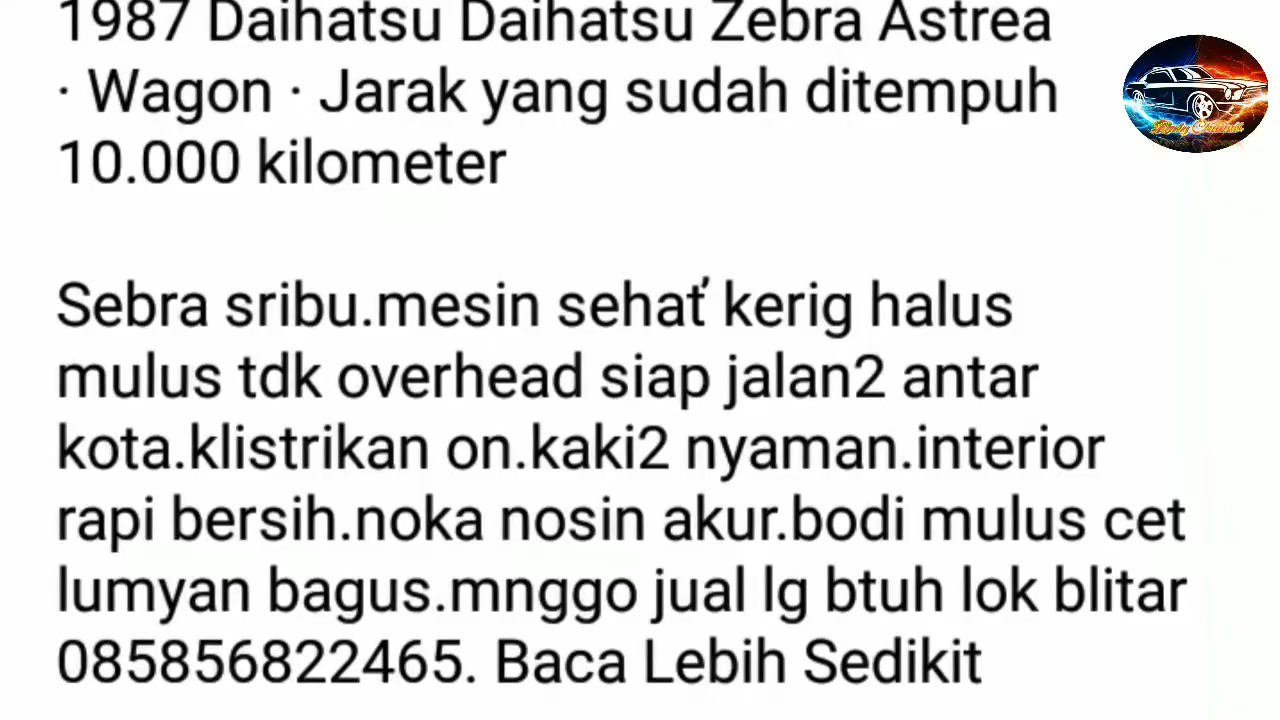 1987 Daihatsu Daihatsu Zebra Astrea
· Wagon · Jarak yang sudah ditempuh
10.000 kilometer
Sebra sribu.mesin sehat̕ kerig halus
mulus tdk overhead siap jalan2 antar
kota.klistrikan on.kaki2 nyaman.interior
rapi bersih.noka nosin akur.bodi mulus cet
lumyan bagus.mnggo jual lg btuh lok blitar
085856822465. Baca Lebih Sedikit